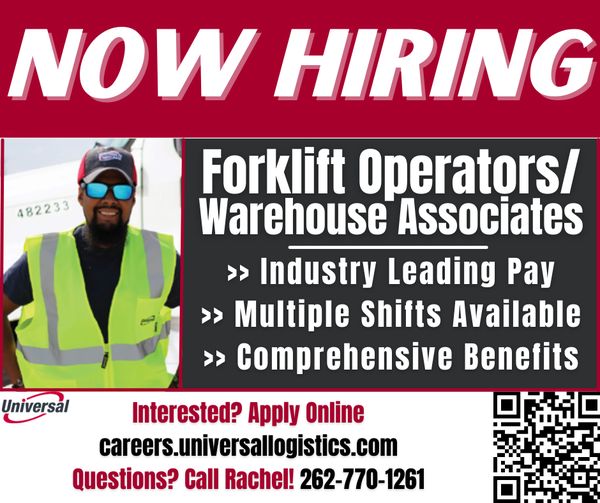 NOW HIRING
482233
Forklift Operators/
Warehouse Associates
>> Industry Leading Pay
>> Multiple Shifts Available
>> Comprehensive Benefits
Universal
Interested? Apply Online
careers.universallogistics.com
Questions? Call Rachel! 262-770-1261